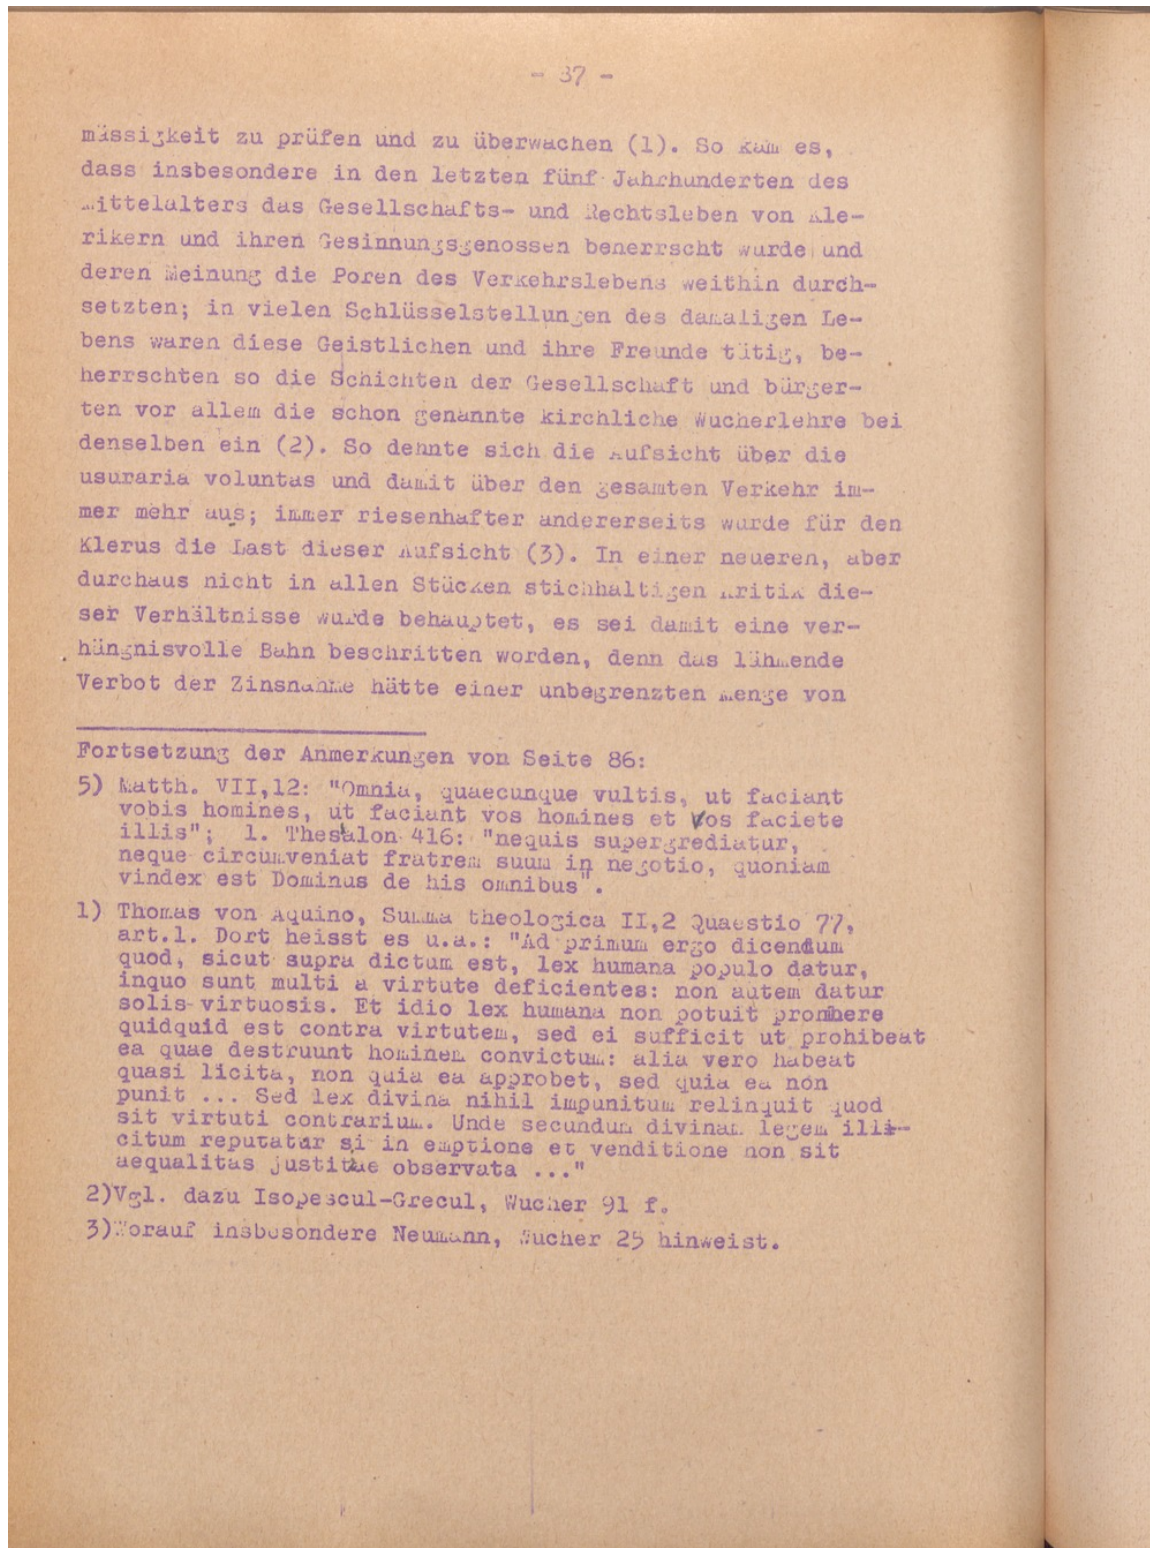 - 87 -
mässigkeit zu prüfen und zu überwachen (1). So kam es,
dass insbesondere in den letzten fünf Jahrhunderten des
Mittelalters das Gesellschafts- und Rechtsleben von Kle-
rikern und ihren Gesinnungsgenossen beherrscht wurde und
deren Meinung die Poren des Verkehrslebens weithin durch-
setzten; in vielen Schlüsselstellungen des damaligen Le-
bens waren diese Geistlichen und ihre Freunde tätig, be-
herrschten so die Schichten der Gesellschaft und bürger-
ten vor allem die schon genannte kirchliche Wucherlehre bei
denselben ein (2). So dehnte sich die Aufsicht über die
usuraria voluntas und damit über den gesamten Verkehr im-
mer mehr aus; immer riesenhafter andererseits wurde für den
Klerus die Last dieser Aufsicht (3). In einer neueren, aber
durchaus nicht in allen Stücken stichhaltigen Kritik die-
ser Verhältnisse wurde behauptet, es sei damit eine ver-
hängnisvolle Bahn beschritten worden, denn das lähmende
Verbot der Zinsnahme hätte einer unbegrenzten Menge von
Fortsetzung der Anmerkungen von Seite 86:
5) Matth. VII,12: "Omnia, quaecunque vultis, ut faciant
vobis homines, ut faciant vos homines et vos faciete
illis"; 1. Thesalon 416: "nequis supergrediatur,
neque circumveniat fratrem suum in negotio, quoniam
vindex est Dominus de his omnibus".
1) Thomas von Aquino, Summa theologica II,2 Quaestio 77,
art.1. Dort heisst es u.a.: "Ad primum ergo dicendum
quod, sicut supra dictum est, lex humana populo datur,
inquo sunt multi a virtute deficientes: non autem datur
solis virtuosis. Et idio lex humana non potuit prohibere
quidquid est contra virtutem, sed ei sufficit ut prohibeat
ea quae destruunt hominem convictum: alia vero habeat
quasi licita, non quia ea approbet, sed quia ea non
punit ... Sed lex divina nihil impunitum relinquit quod
sit virtuti contrarium. Unde secundum divinam legem illi-
citum reputatur si in emptione et venditione non sit
aequalitas justitiae observata ..."
2)Vgl. dazu Isopescul-Grecul, Wucher 91 f.
3)Worauf insbesondere Neumann, Wucher 25 hinweist.